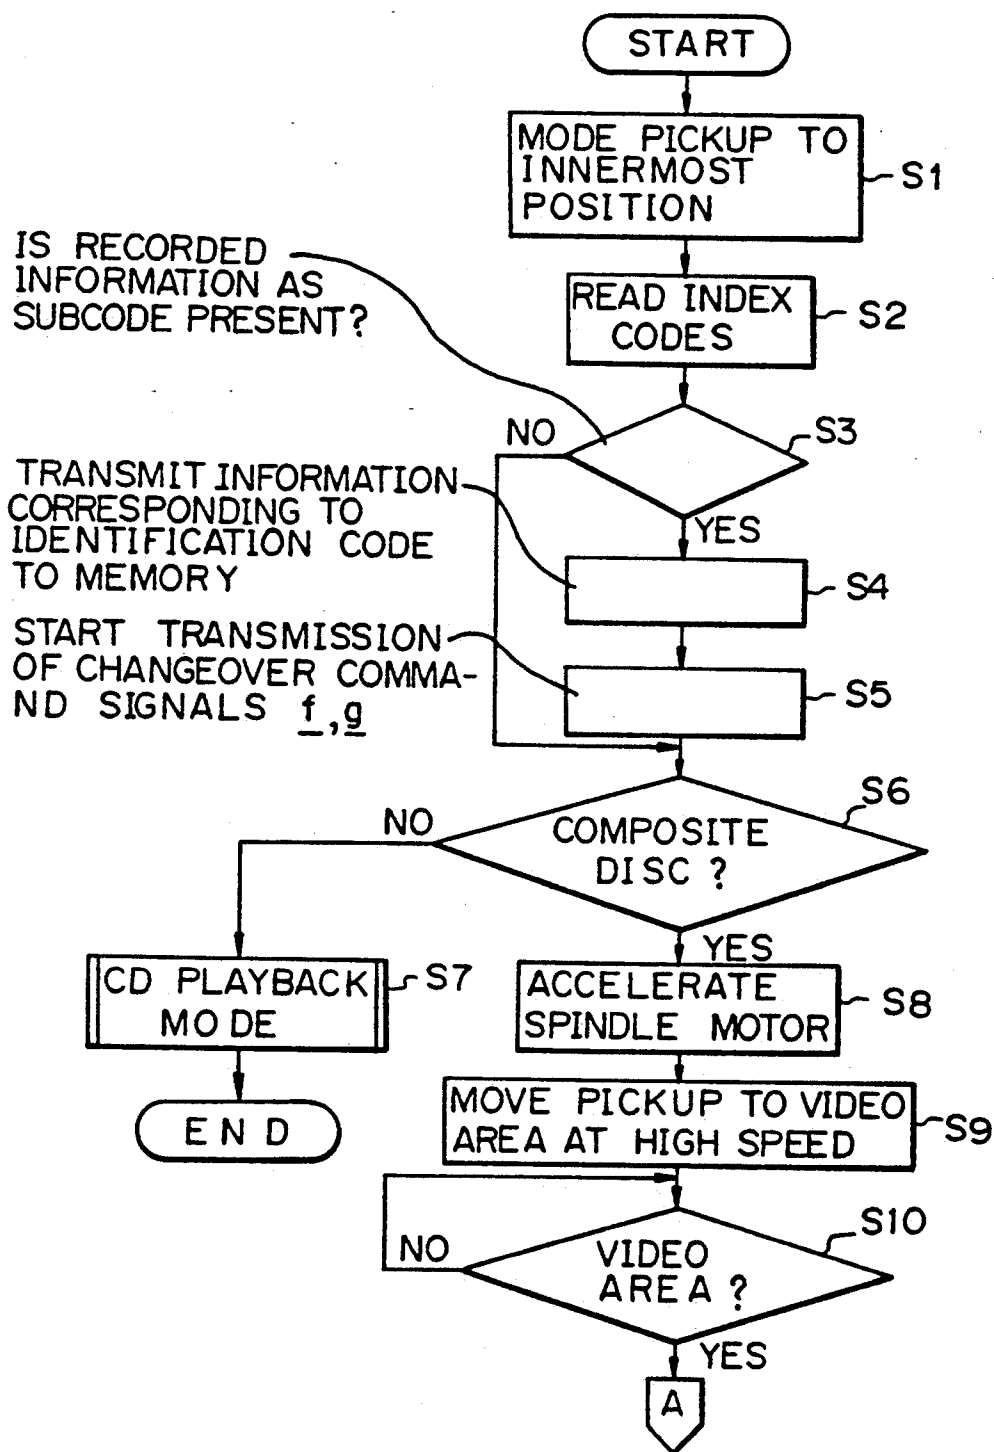 START
MODE PICKUP TO
INNERMOST
POSITION
S1
IS RECORDED
INFORMATION AS
SUBCODE PRESENT?
READ INDEX
CODES
S2
NO
S3
YES
TRANSMIT INFORMATION
CORRESPONDING TO
IDENTIFICATION CODE
TO MEMORY
S4
START TRANSMISSION
OF CHANGEOVER COMMA-
ND SIGNALS f, g
S5
NO
COMPOSITE
DISC ?
S6
YES
CD PLAYBACK
MODE
S7
ACCELERATE
SPINDLE MOTOR
S8
END
MOVE PICKUP TO VIDEO
AREA AT HIGH SPEED
S9
NO
VIDEO
AREA ?
S10
YES
A